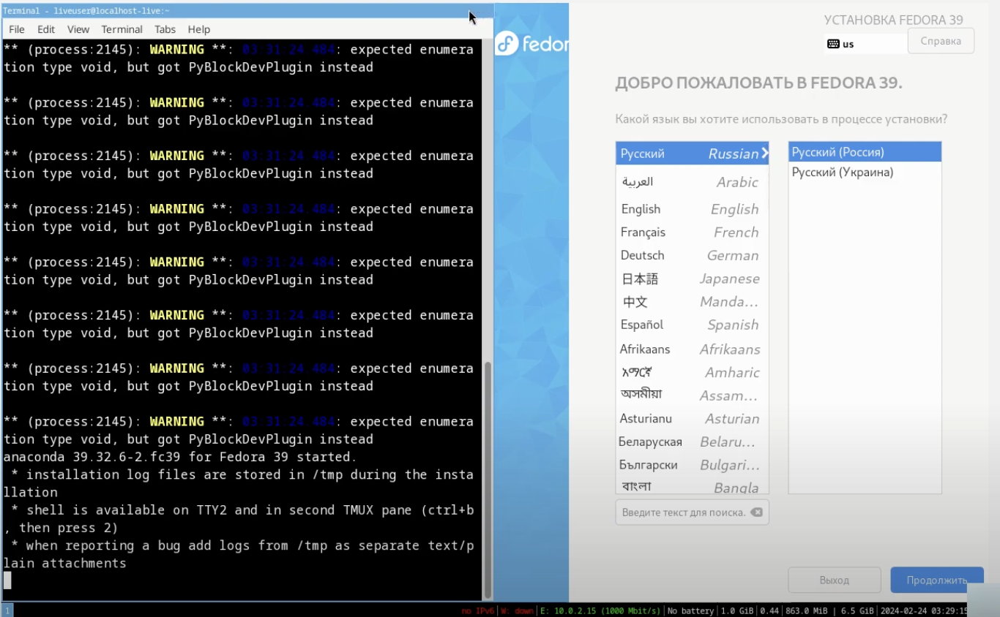 Terminal - liveuser@localhost-live:~
File Edit View Terminal Tabs Help
** (process:2145): WARNING **: 03:31:24.484: expected enumera
tion type void, but got PyBlockDevPlugin instead
** (process:2145): WARNING **: 03:31:24.484: expected enumera
tion type void, but got PyBlockDevPlugin instead
** (process:2145): WARNING **: 03:31:24.484: expected enumera
tion type void, but got PyBlockDevPlugin instead
** (process:2145): WARNING **: 03:31:24.484: expected enumera
tion type void, but got PyBlockDevPlugin instead
** (process:2145): WARNING **: 03:31:24.484: expected enumera
tion type void, but got PyBlockDevPlugin instead
** (process:2145): WARNING **: 03:31:24.484: expected enumera
tion type void, but got PyBlockDevPlugin instead
** (process:2145): WARNING **: 03:31:24.484: expected enumera
tion type void, but got PyBlockDevPlugin instead
** (process:2145): WARNING **: 03:31:24.484: expected enumera
tion type void, but got PyBlockDevPlugin instead
anaconda 39.32.6-2.fc39 for Fedora 39 started.
* installation log files are stored in /tmp during the insta
llation
* shell is available on TTY2 and in second TMUX pane (ctrl+b
, then press 2)
* when reporting a bug add logs from /tmp as separate text/p
lain attachments
fedor
УСТАНОВКА FEDORA 39
us
Справка
ДОБРО ПОЖАЛОВАТЬ В FEDORA 39.
Какой язык вы хотите использовать в процессе установки?
Русский Russian
العربية Arabic
English English
Français French
Deutsch German
日本語 Japanese
中文 Manda...
Español Spanish
Afrikaans Afrikaans
አማርኛ Amharic
অসমীয়া Assam...
Asturianu Asturian
Беларуская Belaru...
Български Bulgari...
বাংলা Bangla
Русский (Россия)
Русский (Украина)
Введите текст для поиска.
Выход
Продолжить
1
no IPv6 | W: down | E: 10.0.2.15 (1000 Mbit/s) | No battery | 1.0 GiB | 0.44 | 863.0 MiB | 6.5 GiB | 2024-02-24 03:29:15